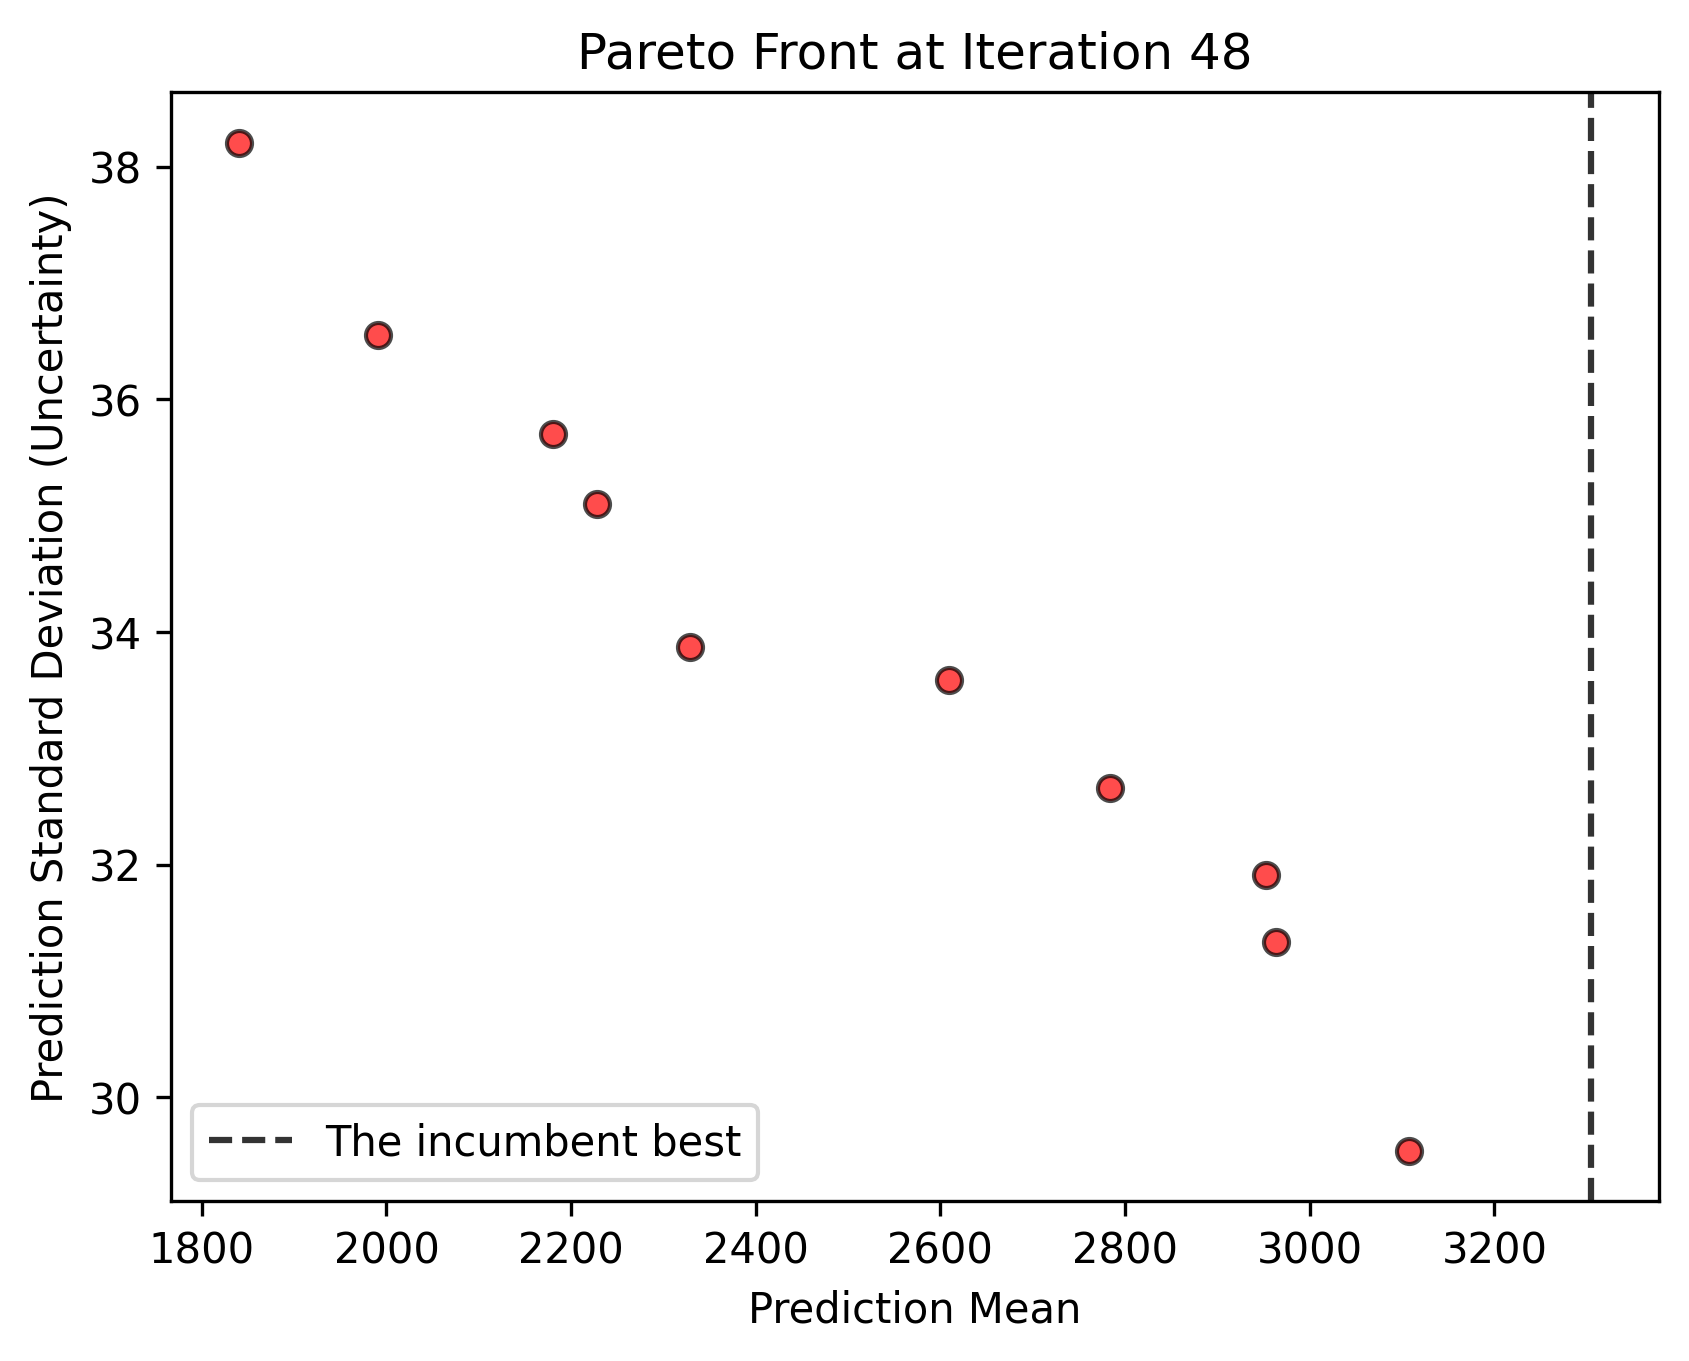 Pareto Front at Iteration 48
Prediction Standard Deviation (Uncertainty)
38
36
34
32
30
The incumbent best
1800 2000 2200 2400 2600 2800 3000 3200
Prediction Mean